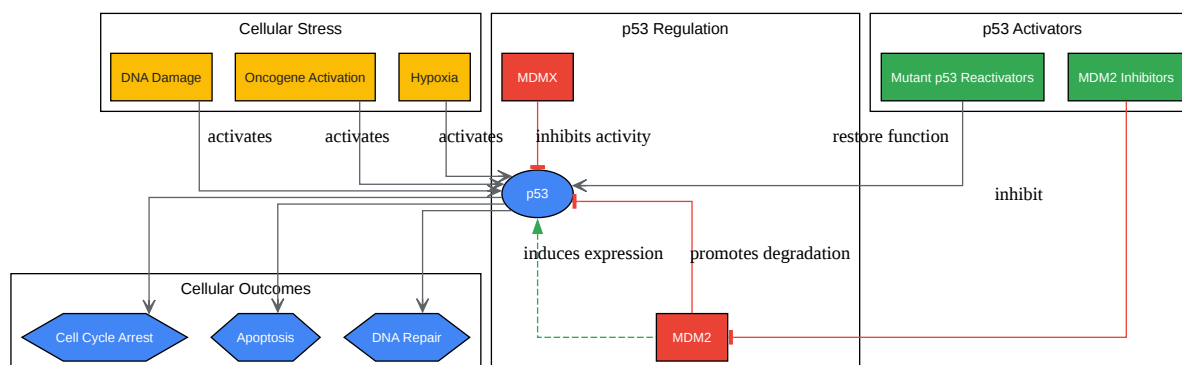 Cellular Stress
p53 Regulation
p53 Activators
DNA Damage
Oncogene Activation
Hypoxia
MDMX
Mutant p53 Reactivators
MDM2 Inhibitors
activates
activates
activates
inhibits activity
restore function
p53
inhibit
induces expression
promotes degradation
Cellular Outcomes
Cell Cycle Arrest
Apoptosis
DNA Repair
MDM2